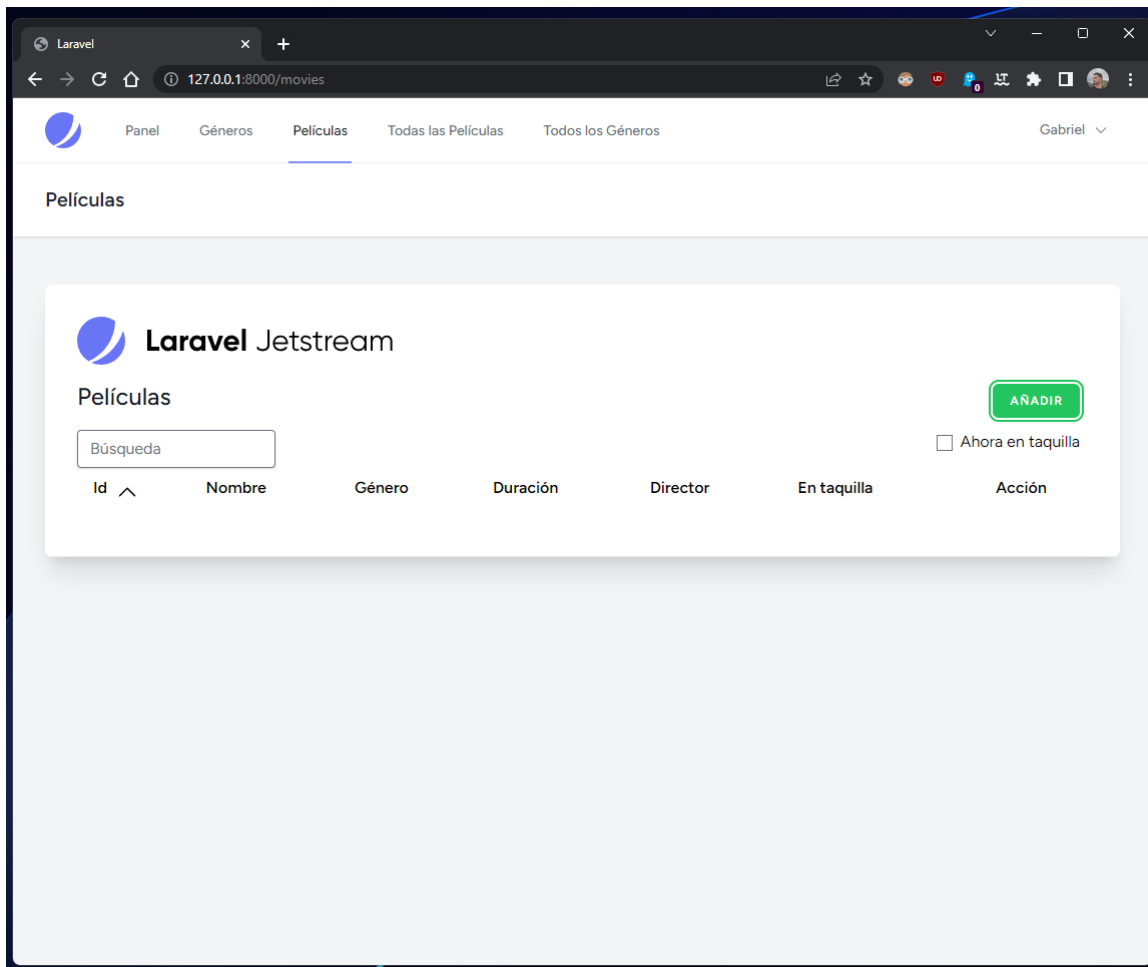 Laravel
127.0.0.1:8000/movies
0
Panel Géneros Películas Todas las Películas Todos los Géneros Gabriel
Películas
Laravel Jetstream
Películas
AÑADIR
Búsqueda
Ahora en taquilla
Id Nombre Género Duración Director En taquilla Acción